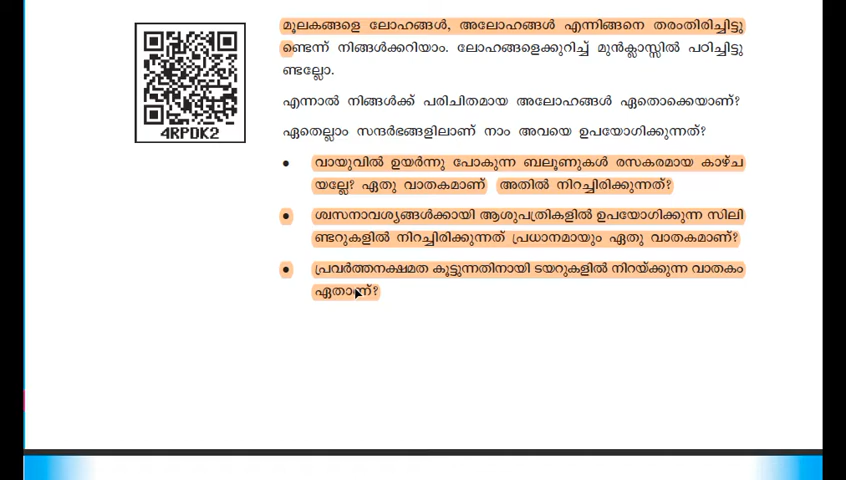 മൂലകങ്ങളെ ലോഹങ്ങൾ, അലോഹങ്ങൾ എന്നിങ്ങനെ തരംതിരിച്ചിട്ടു
ണ്ടെന്ന് നിങ്ങൾക്കറിയാം. ലോഹങ്ങളെക്കുറിച്ച് മുൻക്ലാസ്സിൽ പഠിച്ചിട്ടു
ണ്ടല്ലോ.
എന്നാൽ നിങ്ങൾക്ക് പരിചിതമായ അലോഹങ്ങൾ ഏതൊക്കെയാണ്?
4RPDK2
ഏതെല്ലാം സന്ദർഭങ്ങളിലാണ് നാം അവയെ ഉപയോഗിക്കുന്നത്?
• വായുവിൽ ഉയർന്നു പോകുന്ന ബലൂണുകൾ രസകരമായ കാഴ്ച
യല്ലേ? ഏതു വാതകമാണ് അതിൽ നിറച്ചിരിക്കുന്നത്?
• ശ്വസനാവശ്യങ്ങൾക്കായി ആശുപത്രികളിൽ ഉപയോഗിക്കുന്ന സിലി
ണ്ടറുകളിൽ നിറച്ചിരിക്കുന്നത് പ്രധാനമായും ഏതു വാതകമാണ്?
• പ്രവർത്തനക്ഷമത കൂട്ടുന്നതിനായി ടയറുകളിൽ നിറയ്ക്കുന്ന വാതകം
ഏതാണ്?